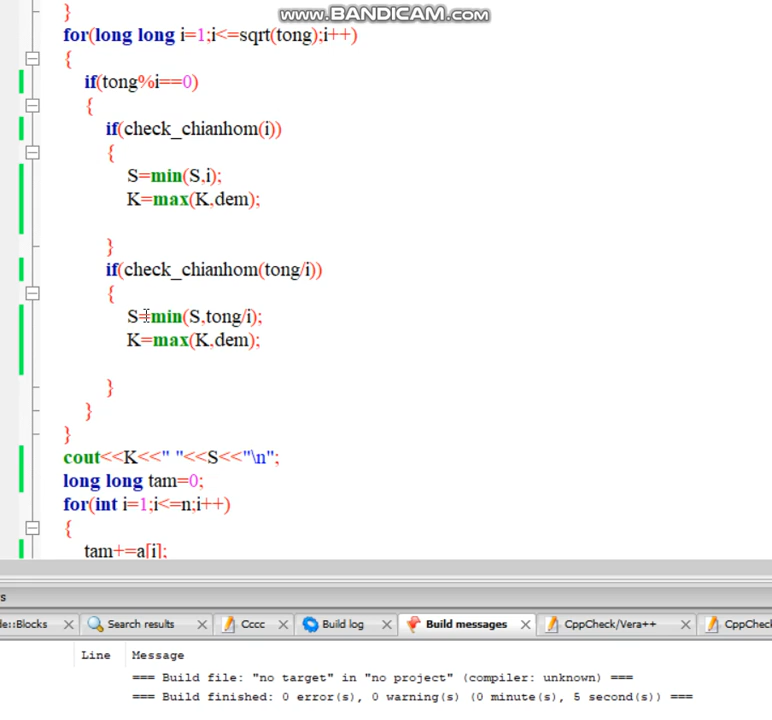 www.BANDICAM.com
}
for(long long i=1;i<=sqrt(tong);i++)
{
if(tong%i==0)
{
if(check_chianhom(i))
{
S=min(S,i);
K=max(K,dem);
}
if(check_chianhom(tong/i))
{
S=min(S,tong/i);
K=max(K,dem);
}
}
}
cout<<K<<" "<<S<<"\n";
long long tam=0;
for(int i=1;i<=n;i++)
{
tam+=a[i];
s
de::Blocks Search results Cccc Build log Build messages CppCheck/Vera++ CppCheck
Line Message
=== Build file: "no target" in "no project" (compiler: unknown) ===
=== Build finished: 0 error(s), 0 warning(s) (0 minute(s), 5 second(s)) ===